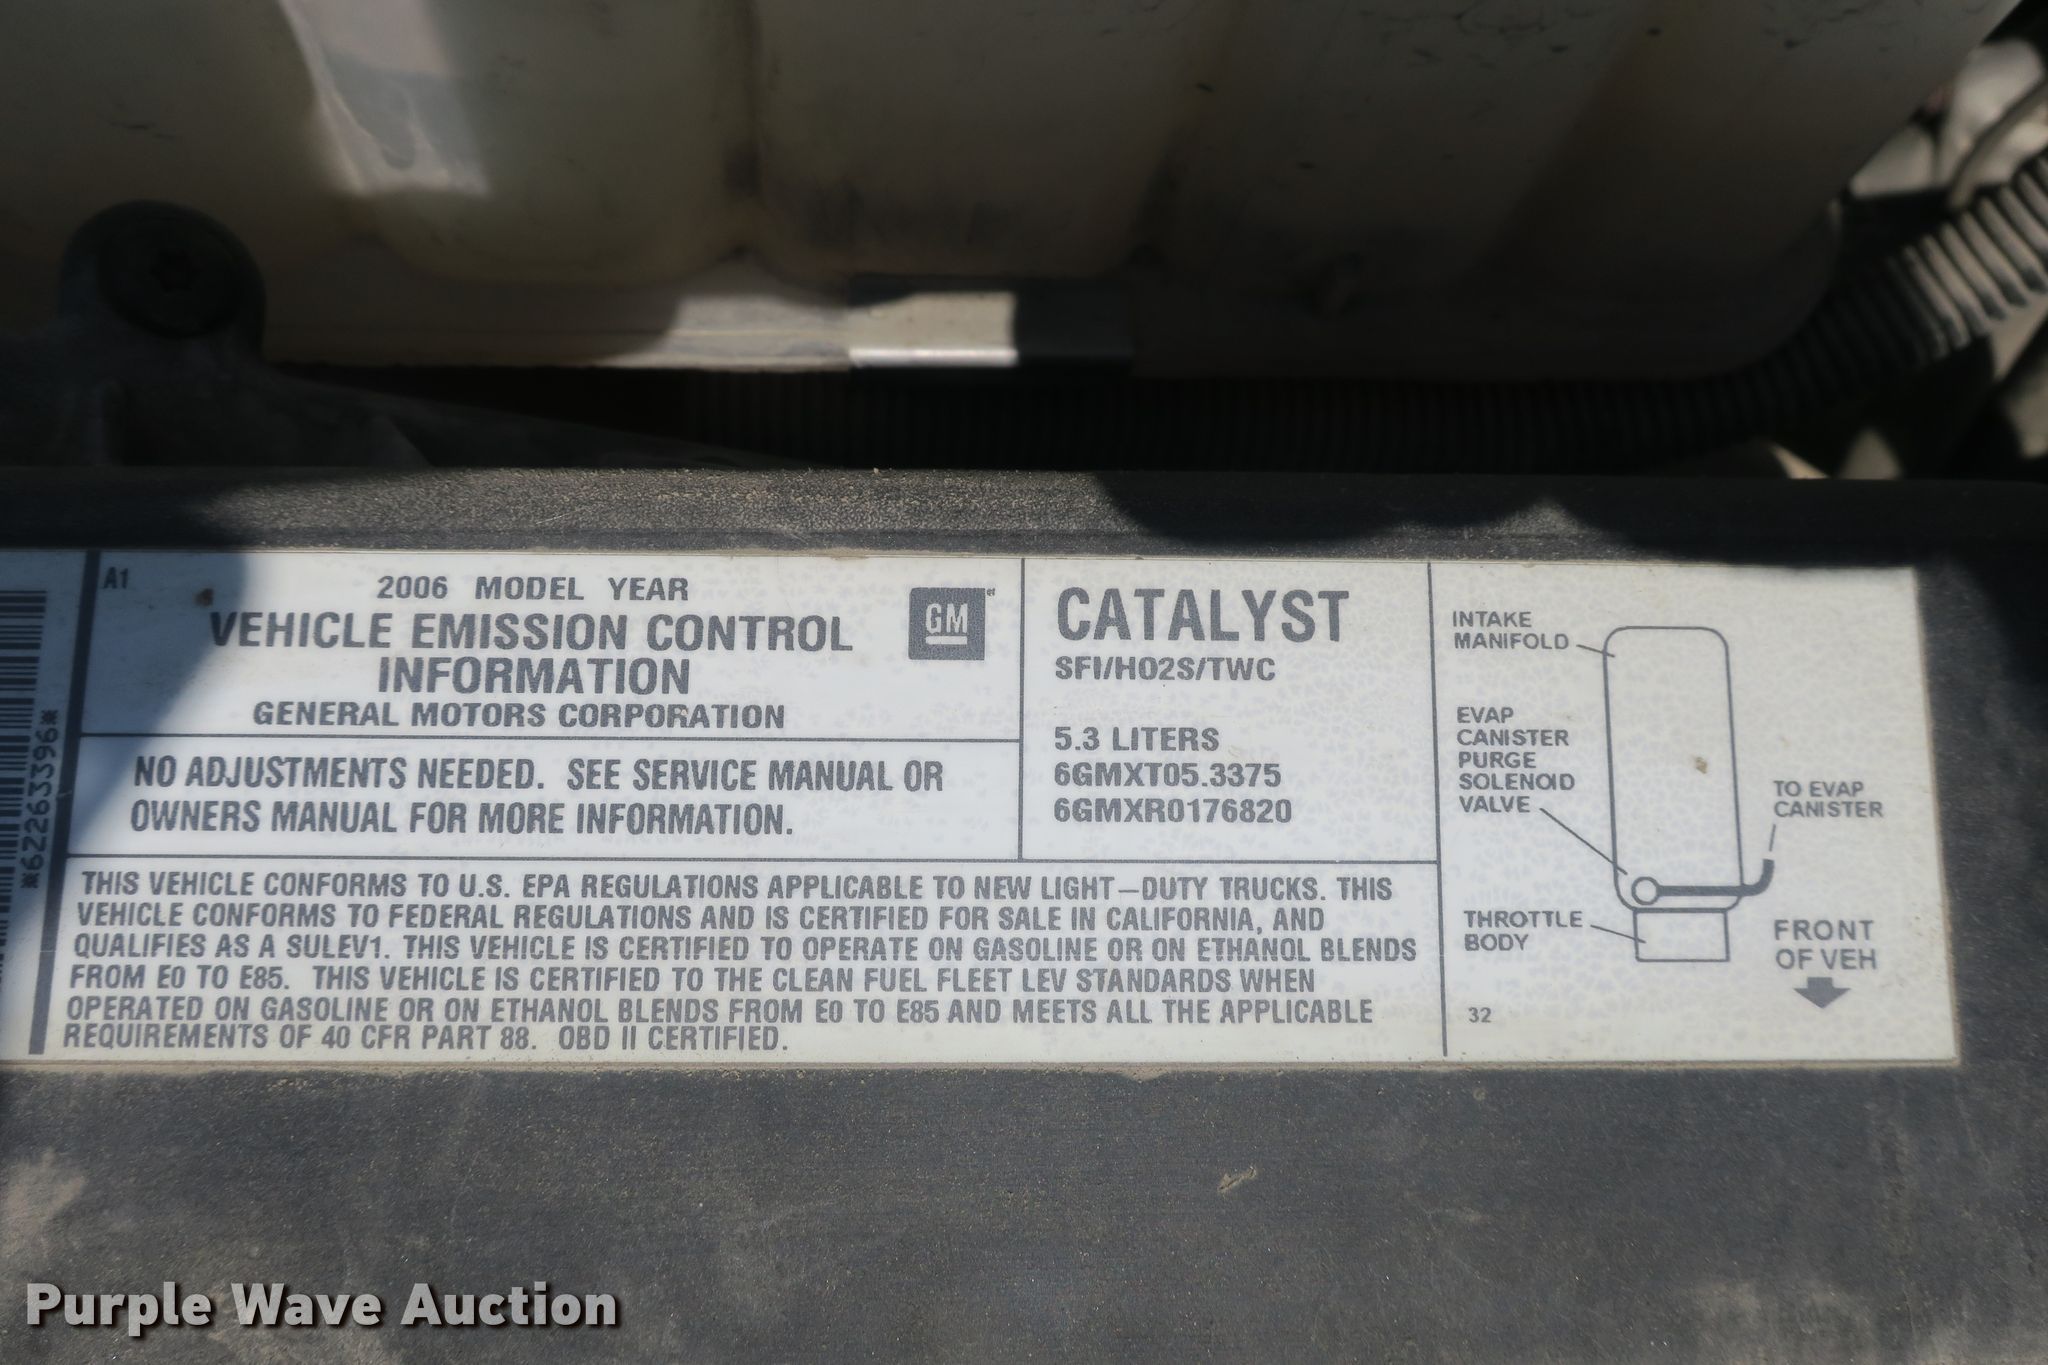 A1
2006 MODEL YEAR
VEHICLE EMISSION CONTROL
INFORMATION
GENERAL MOTORS CORPORATION
GM
NO ADJUSTMENTS NEEDED. SEE SERVICE MANUAL OR
OWNERS MANUAL FOR MORE INFORMATION.
CATALYST
SFI/HO2S/TWC
5.3 LITERS
6GMXT05.3375
6GMXR0176820
THIS VEHICLE CONFORMS TO U.S. EPA REGULATIONS APPLICABLE TO NEW LIGHT-DUTY TRUCKS. THIS
VEHICLE CONFORMS TO FEDERAL REGULATIONS AND IS CERTIFIED FOR SALE IN CALIFORNIA, AND
QUALIFIES AS A SULEV1. THIS VEHICLE IS CERTIFIED TO OPERATE ON GASOLINE OR ON ETHANOL BLENDS
FROM E0 TO E85. THIS VEHICLE IS CERTIFIED TO THE CLEAN FUEL FLEET LEV STANDARDS WHEN
OPERATED ON GASOLINE OR ON ETHANOL BLENDS FROM E0 TO E85 AND MEETS ALL THE APPLICABLE
REQUIREMENTS OF 40 CFR PART 88. OBD II CERTIFIED.
INTAKE
MANIFOLD
EVAP
CANISTER
PURGE
SOLENOID
VALVE
TO EVAP
CANISTER
THROTTLE
BODY
FRONT
OF VEH
32
*62263396*
Purple Wave Auction